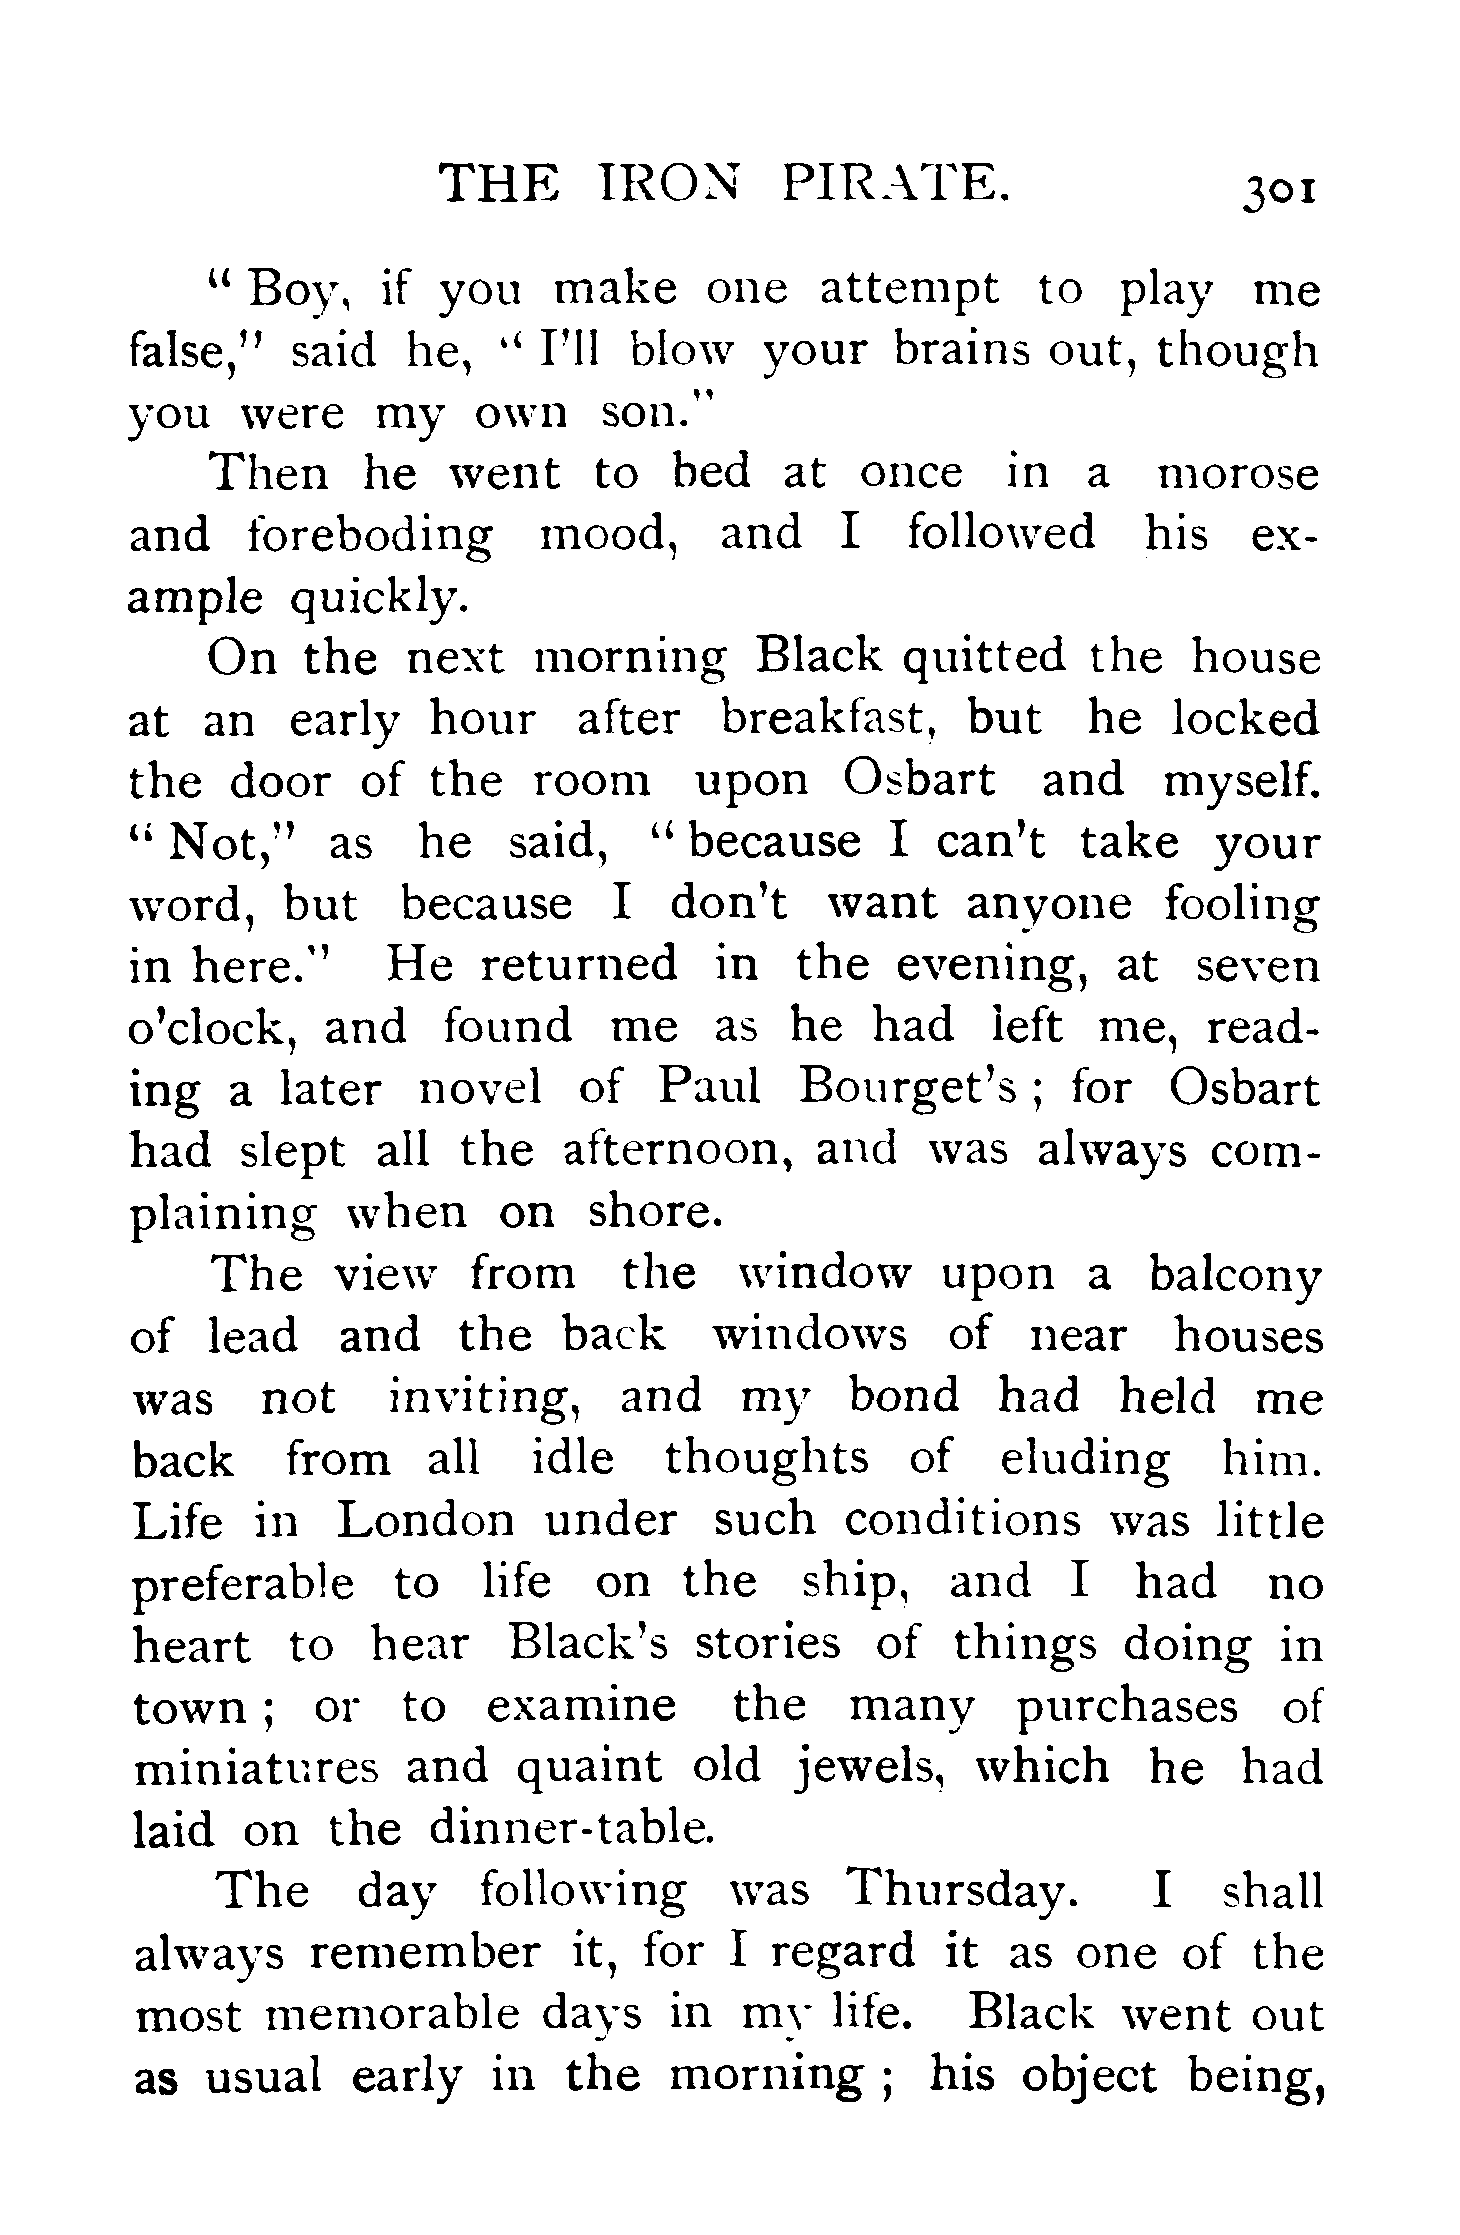 THE IRON PIRATE. 301
" Boy, if you make one attempt to play me
false," said he, " I'll blow your brains out, though
you were my own son."
Then he went to bed at once in a morose
and foreboding mood, and I followed his ex-
ample quickly.
On the next morning Black quitted the house
at an early hour after breakfast, but he locked
the door of the room upon Osbart and myself.
" Not," as he said, " because I can't take your
word, but because I don't want anyone fooling
in here." He returned in the evening, at seven
o'clock, and found me as he had left me, read-
ing a later novel of Paul Bourget's ; for Osbart
had slept all the afternoon, and was always com-
plaining when on shore.
The view from the window upon a balcony
of lead and the back windows of near houses
was not inviting, and my bond had held me
back from all idle thoughts of eluding him.
Life in London under such conditions was little
preferable to life on the ship, and I had no
heart to hear Black's stories of things doing in
town ; or to examine the many purchases of
miniatures and quaint old jewels, which he had
laid on the dinner-table.
The day following was Thursday. I shall
always remember it, for I regard it as one of the
most memorable days in my life. Black went out
as usual early in the morning ; his object being,